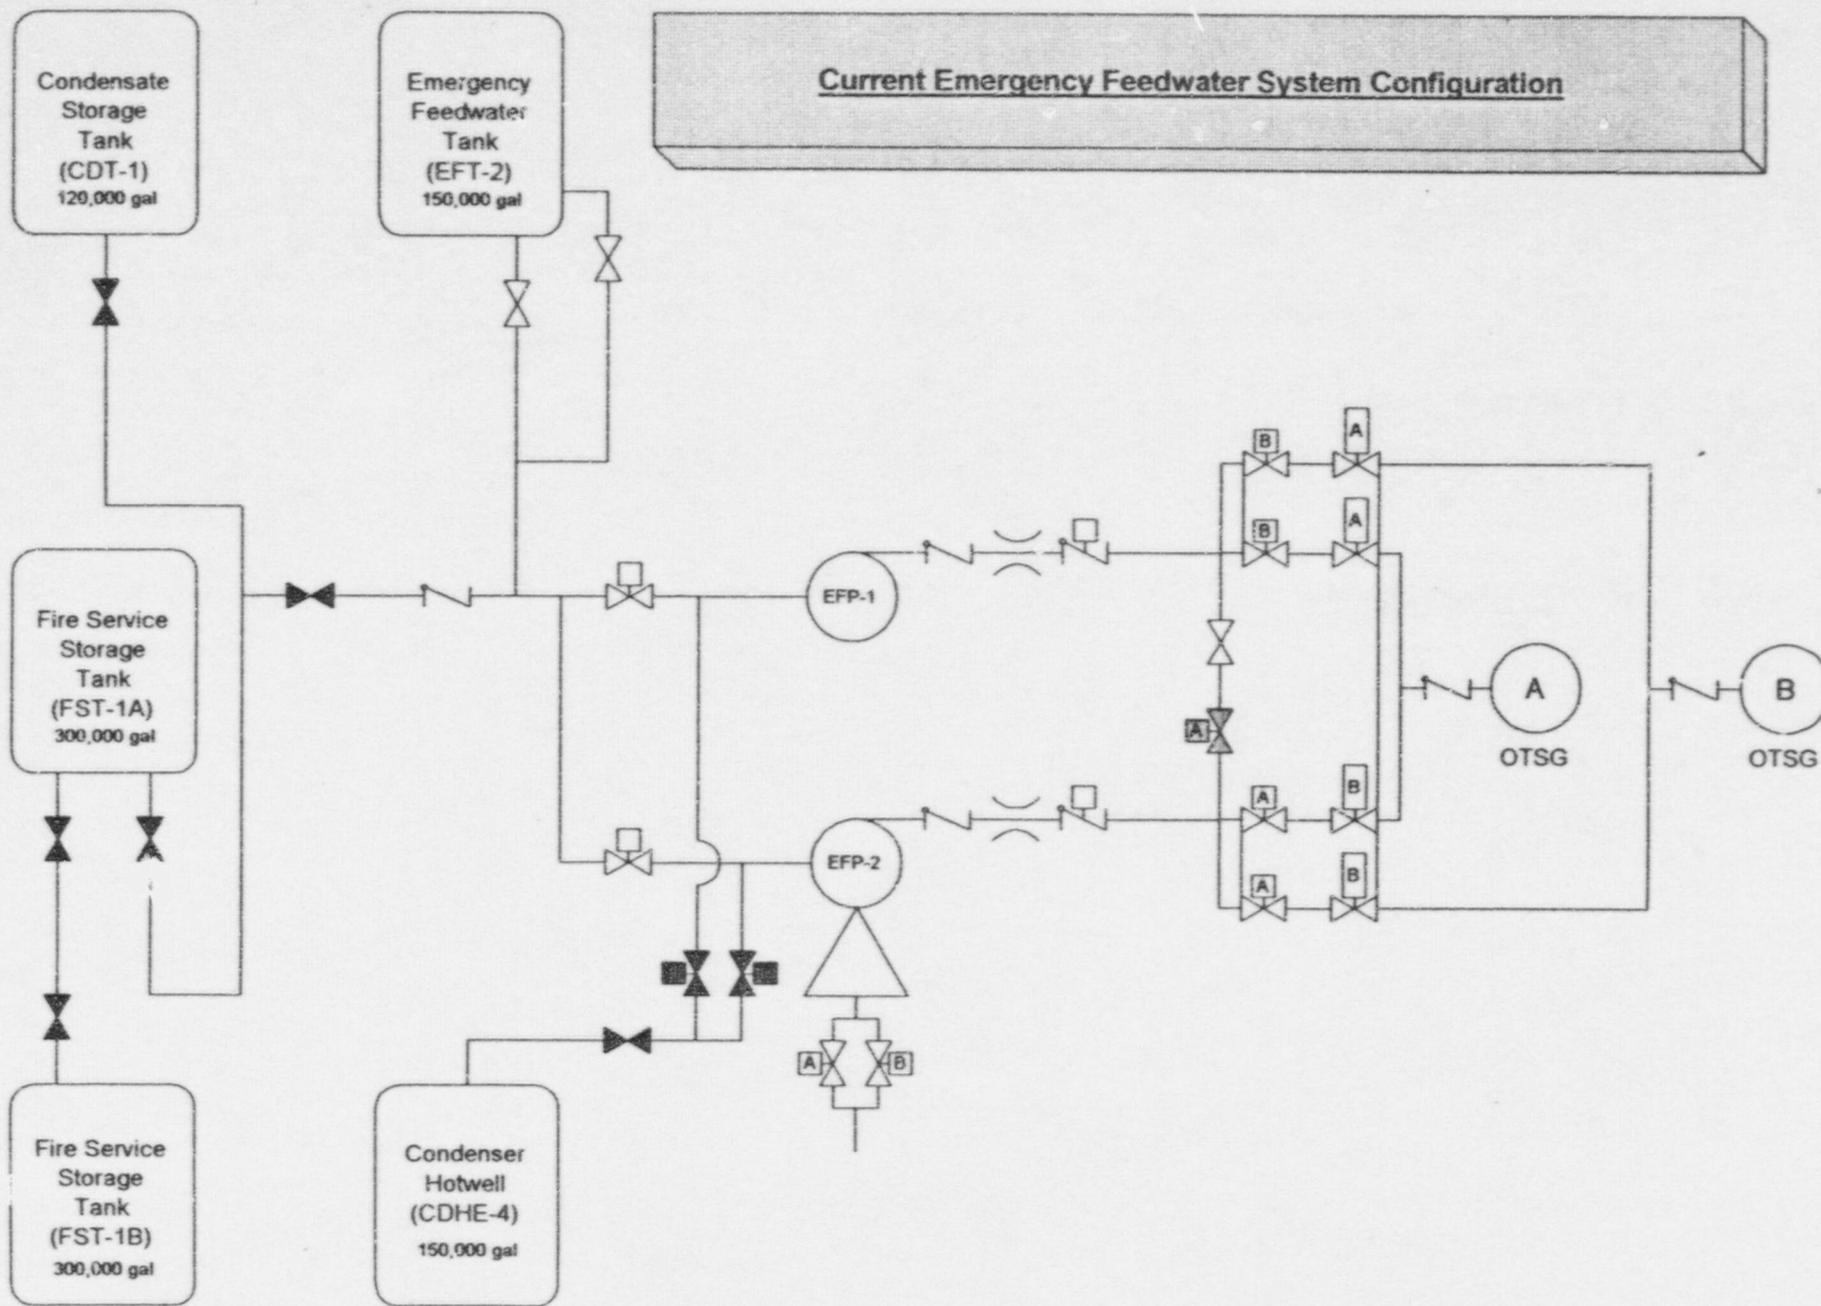 Current Emergency Feedwater System Configuration
Condensate
Storage
Tank
(CDT-1)
120,000 gal
Emergency
Feedwater
Tank
(EFT-2)
150,000 gal
Fire Service
Storage
Tank
(FST-1A)
300,000 gal
Fire Service
Storage
Tank
(FST-1B)
300,000 gal
Condenser
Hotwell
(CDHE-4)
150,000 gal
EFP-1
EFP-2
A
B
B
A
B
A
A
A
B
A
B
A
B
A
OTSG
B
OTSG